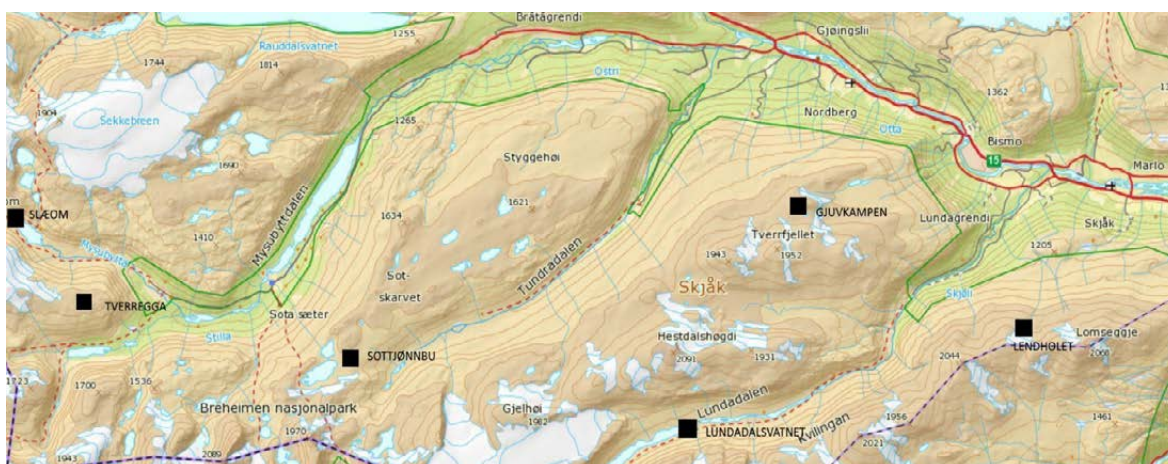 Bråtågrendi
Gjøingslii
1255
Rauddalsvatnet
1744
1814
Ostri
1362
1904
Sekkebreen
1265
Nordberg
Otta
Bismo
15
Marlo
Styggehøi
1690
1621
SLÆOM
GJUVKAMPEN
1634
Lundagrendi
Skjåk
1410
Mysubyttdalen
Tverrfjellet
1943
1952
1205
Sot-
skarvet
Tundradalen
Skjåk
Skjøli
TVERREGGA
Sota sæter
Stilla
Hestdalshøgdi
LENDHOLET
Lomseggje
SOTTJØNNBU
2091
1931
2044
2068
1723
1700
1536
Breheimen nasjonalpark
Gjelhøi
1982
Lundadalen
LUNDADALSVATNET
Kvilingan
1956
1461
1970
2021
1943
2089